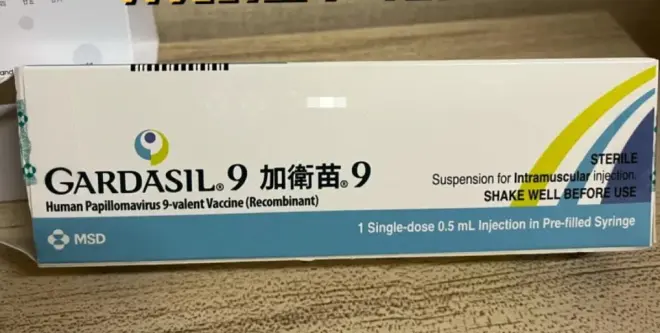 GARDASIL®9 加衛苗®9
Human Papillomavirus 9-valent Vaccine (Recombinant)
MSD
STERILE
Suspension for Intramuscular injection.
SHAKE WELL BEFORE USE
1 Single-dose 0.5 mL Injection in Pre-filled Syringe